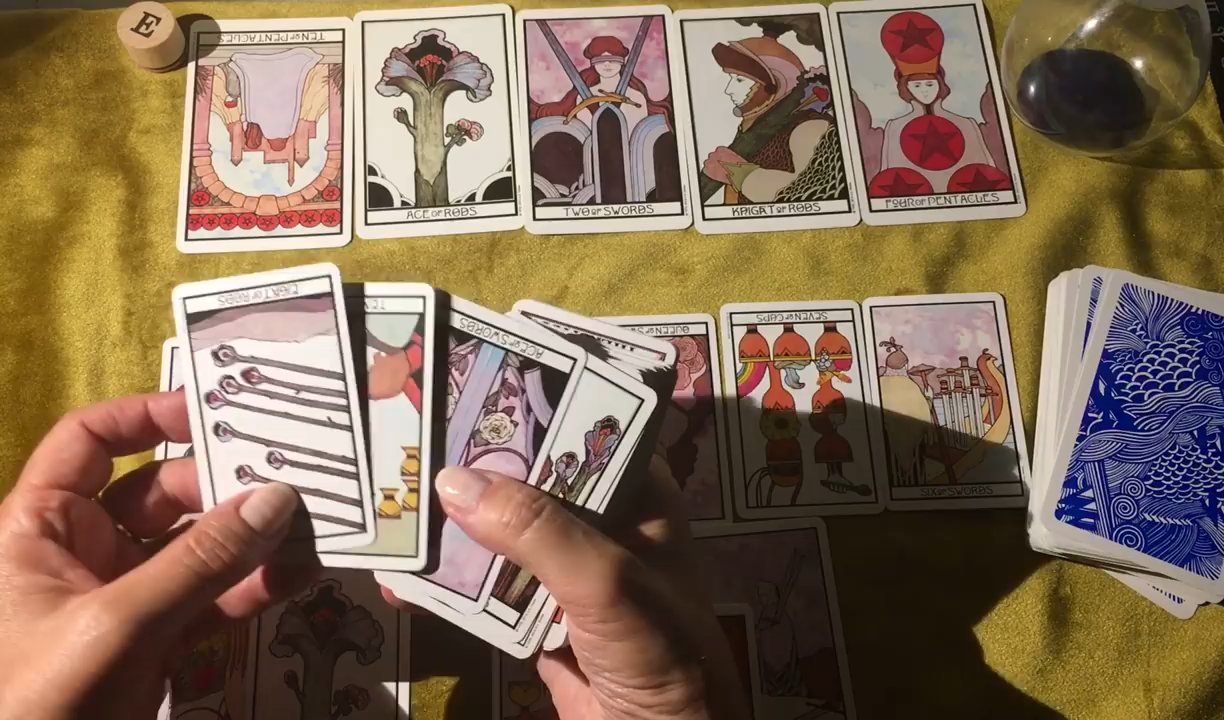 E
TEN OF PENTACLES
ACE OF RODS
TWO OF SWORDS
KNIGHT OF RODS
FOUR OF PENTACLES
EIGHT OF RODS
TEN
ACE OF SWORDS
QUEEN OF
SEVEN OF CUPS
SIX OF SWORDS